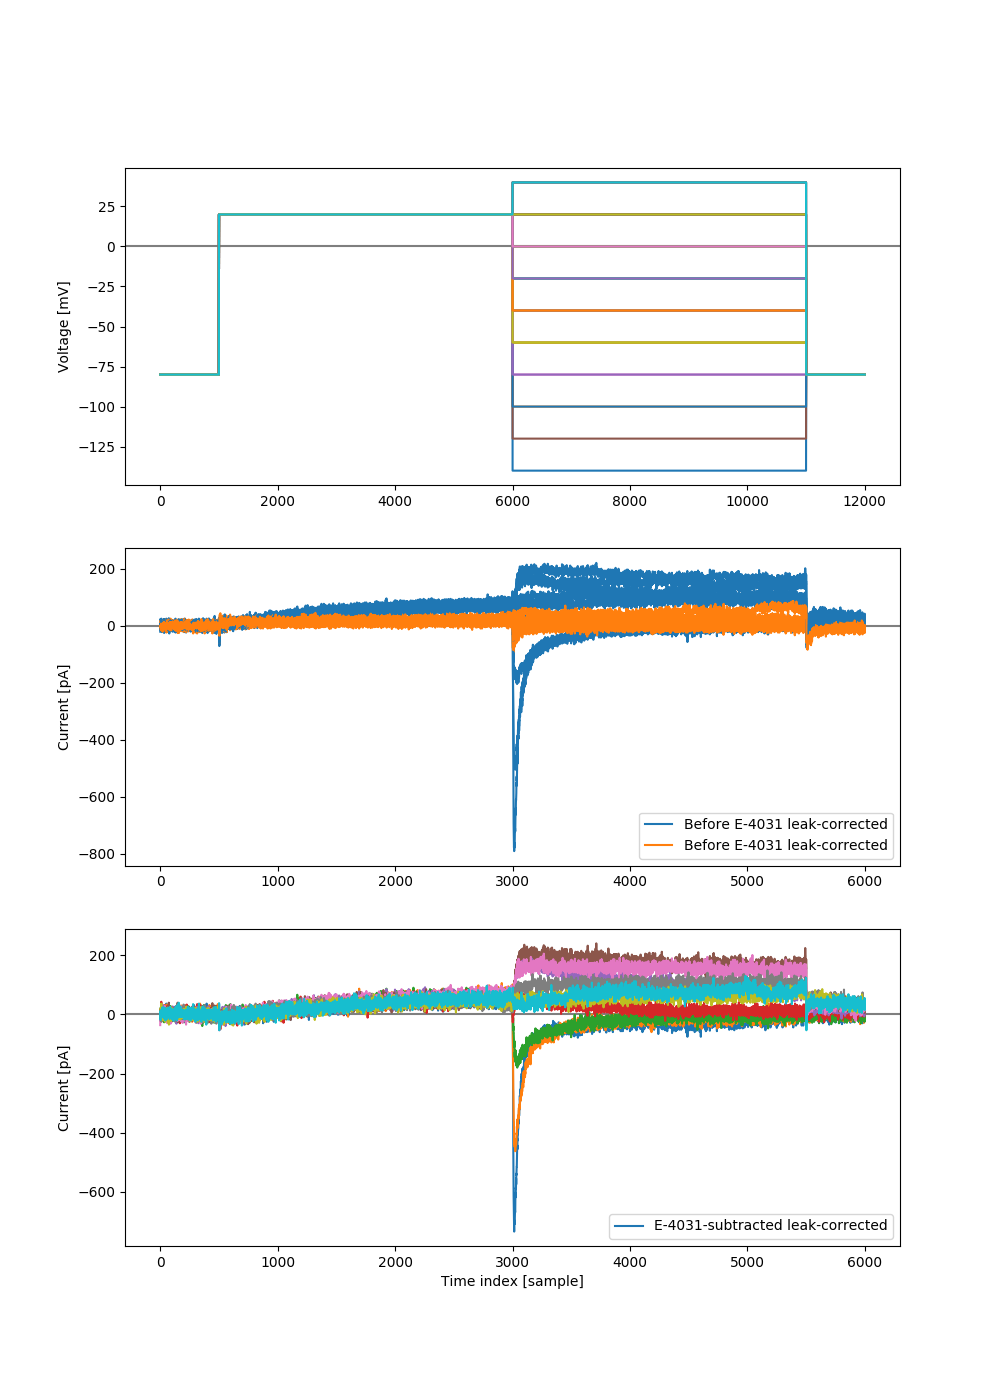 25
0
−25
−50
−75
−100
−125
Voltage [mV]
0 2000 4000 6000 8000 10000 12000
200
0
−200
−400
−600
−800
Current [pA]
Before E-4031 leak-corrected
Before E-4031 leak-corrected
0 1000 2000 3000 4000 5000 6000
200
0
−200
−400
−600
Current [pA]
E-4031-subtracted leak-corrected
0 1000 2000 3000 4000 5000 6000
Time index [sample]